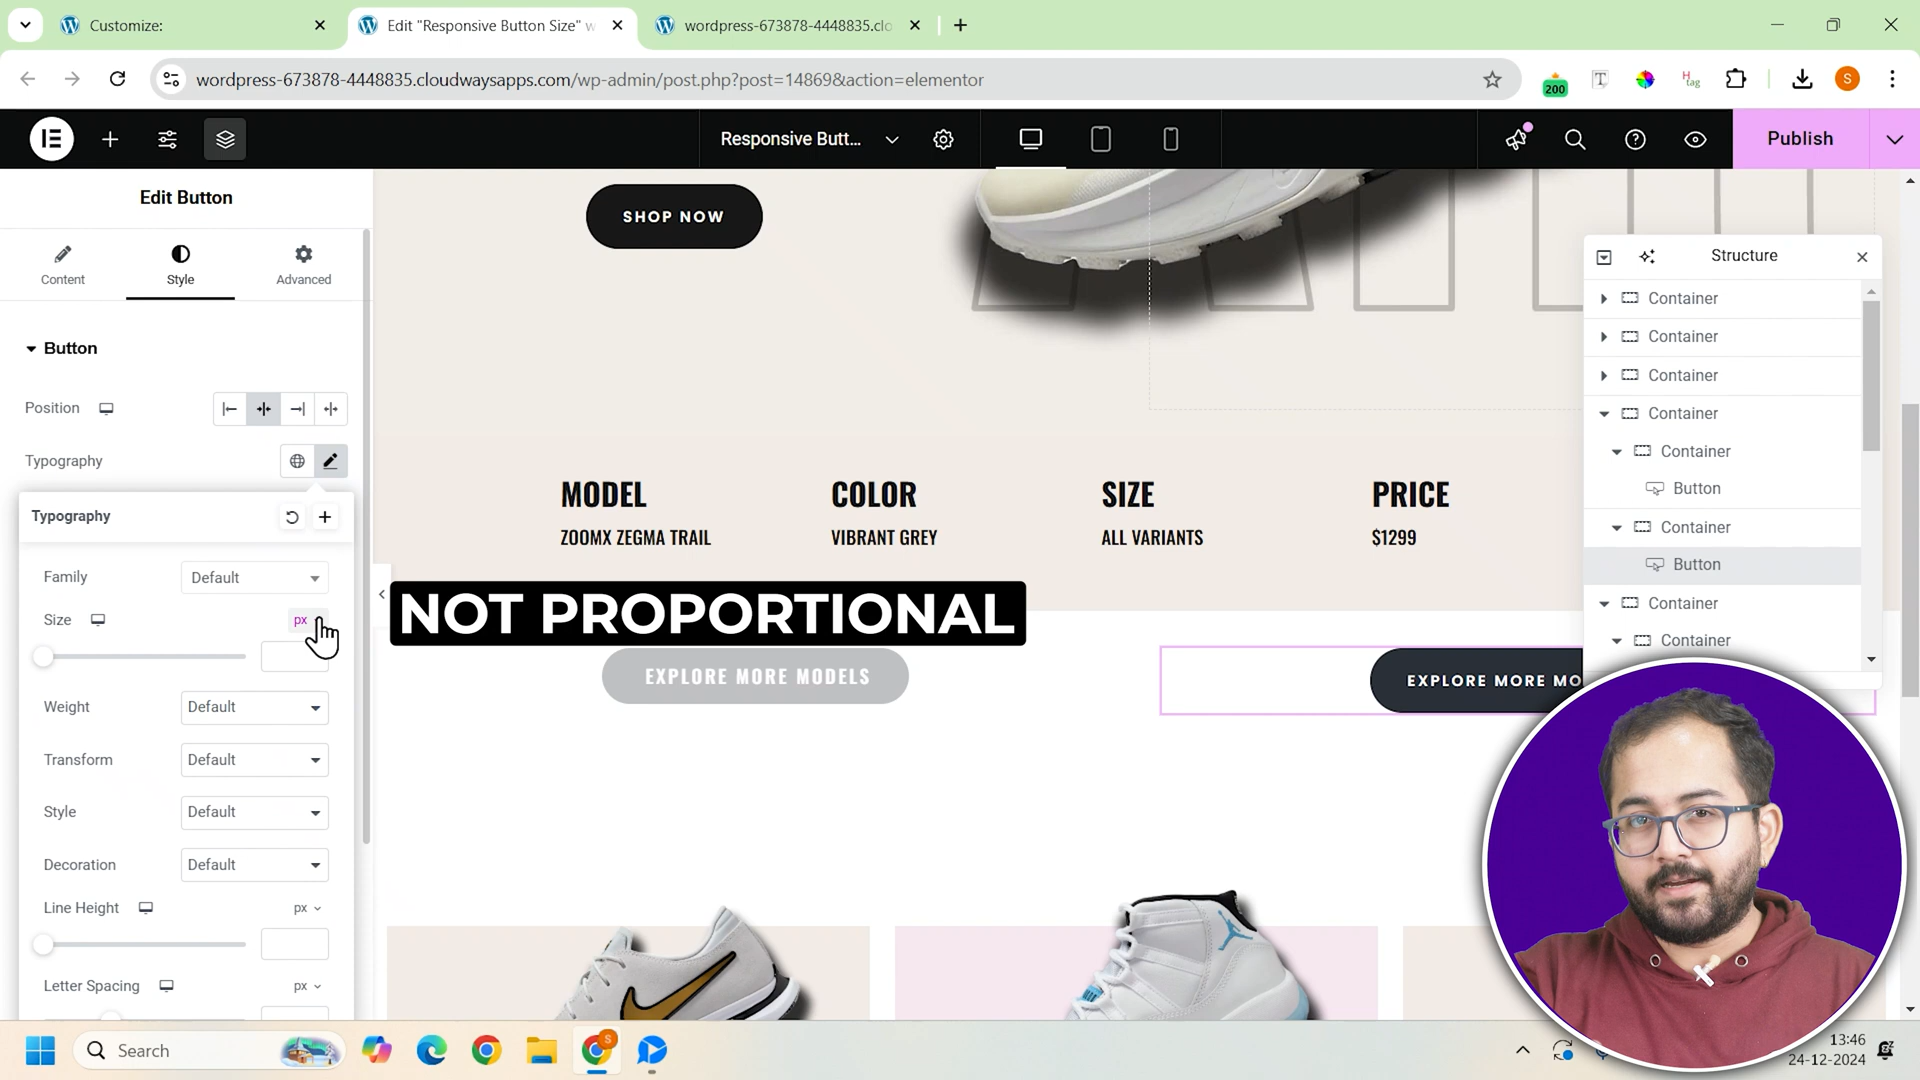 Customize:
Edit "Responsive Button Size" w
wordpress-673878-4448835.clo
wordpress-673878-4448835.cloudwaysapps.com/wp-admin/post.php?post=14869&action=elementor
200
T
H
tag
S
Responsive Butt...
Publish
Edit Button
Content
Style
Advanced
Button
Position
Typography
Typography
Family
Default
Size
px
Weight
Default
Transform
Default
Style
Default
Decoration
Default
Line Height
px
Letter Spacing
px
SHOP NOW
MODEL
COLOR
SIZE
PRICE
ZOOMX ZEGMA TRAIL
VIBRANT GREY
ALL VARIANTS
$1299
NOT PROPORTIONAL
EXPLORE MORE MODELS
EXPLORE MORE MO
Structure
Container
Container
Container
Container
Container
Button
Container
Button
Container
Container
Search
S
13:46
24-12-2024